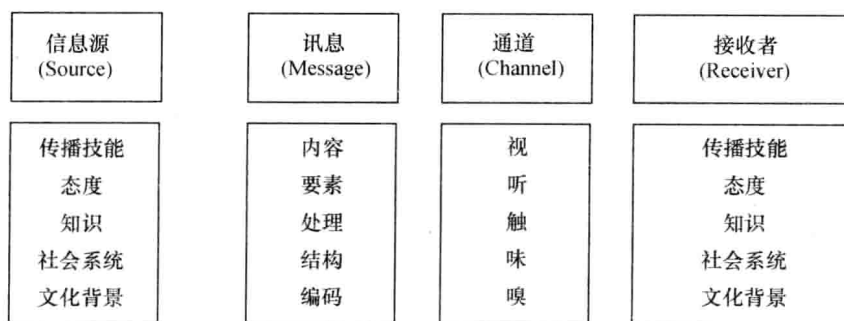 信息源
(Source)
讯息
(Message)
通道
(Channel)
接收者
(Receiver)
传播技能
态度
知识
社会系统
文化背景
内容
要素
处理
结构
编码
视
听
触
味
嗅
传播技能
态度
知识
社会系统
文化背景